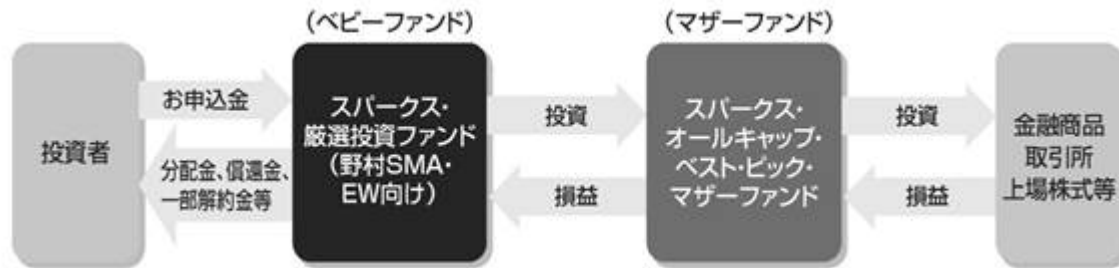 （ベビーファンド）
（マザーファンド）
投資者
お申込金
分配金、償還金、
一部解約金等
スパークス・
厳選投資ファンド
（野村SMA・
EW向け）
投資
損益
スパークス・
オールキャップ・
ベスト・ピック・
マザーファンド
投資
損益
金融商品
取引所
上場株式等